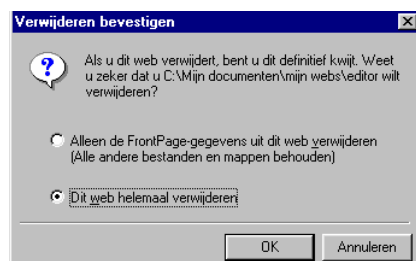 Verwijderen bevestigen
Als u dit web verwijdert, bent u dit definitief kwijt. Weet
u zeker dat u C:\Mijn documenten\mijn webs\editor wilt
verwijderen?
Alleen de FrontPage-gegevens uit dit web verwijderen
(Alle andere bestanden en mappen behouden)
Dit web helemaal verwijderen
OK
Annuleren